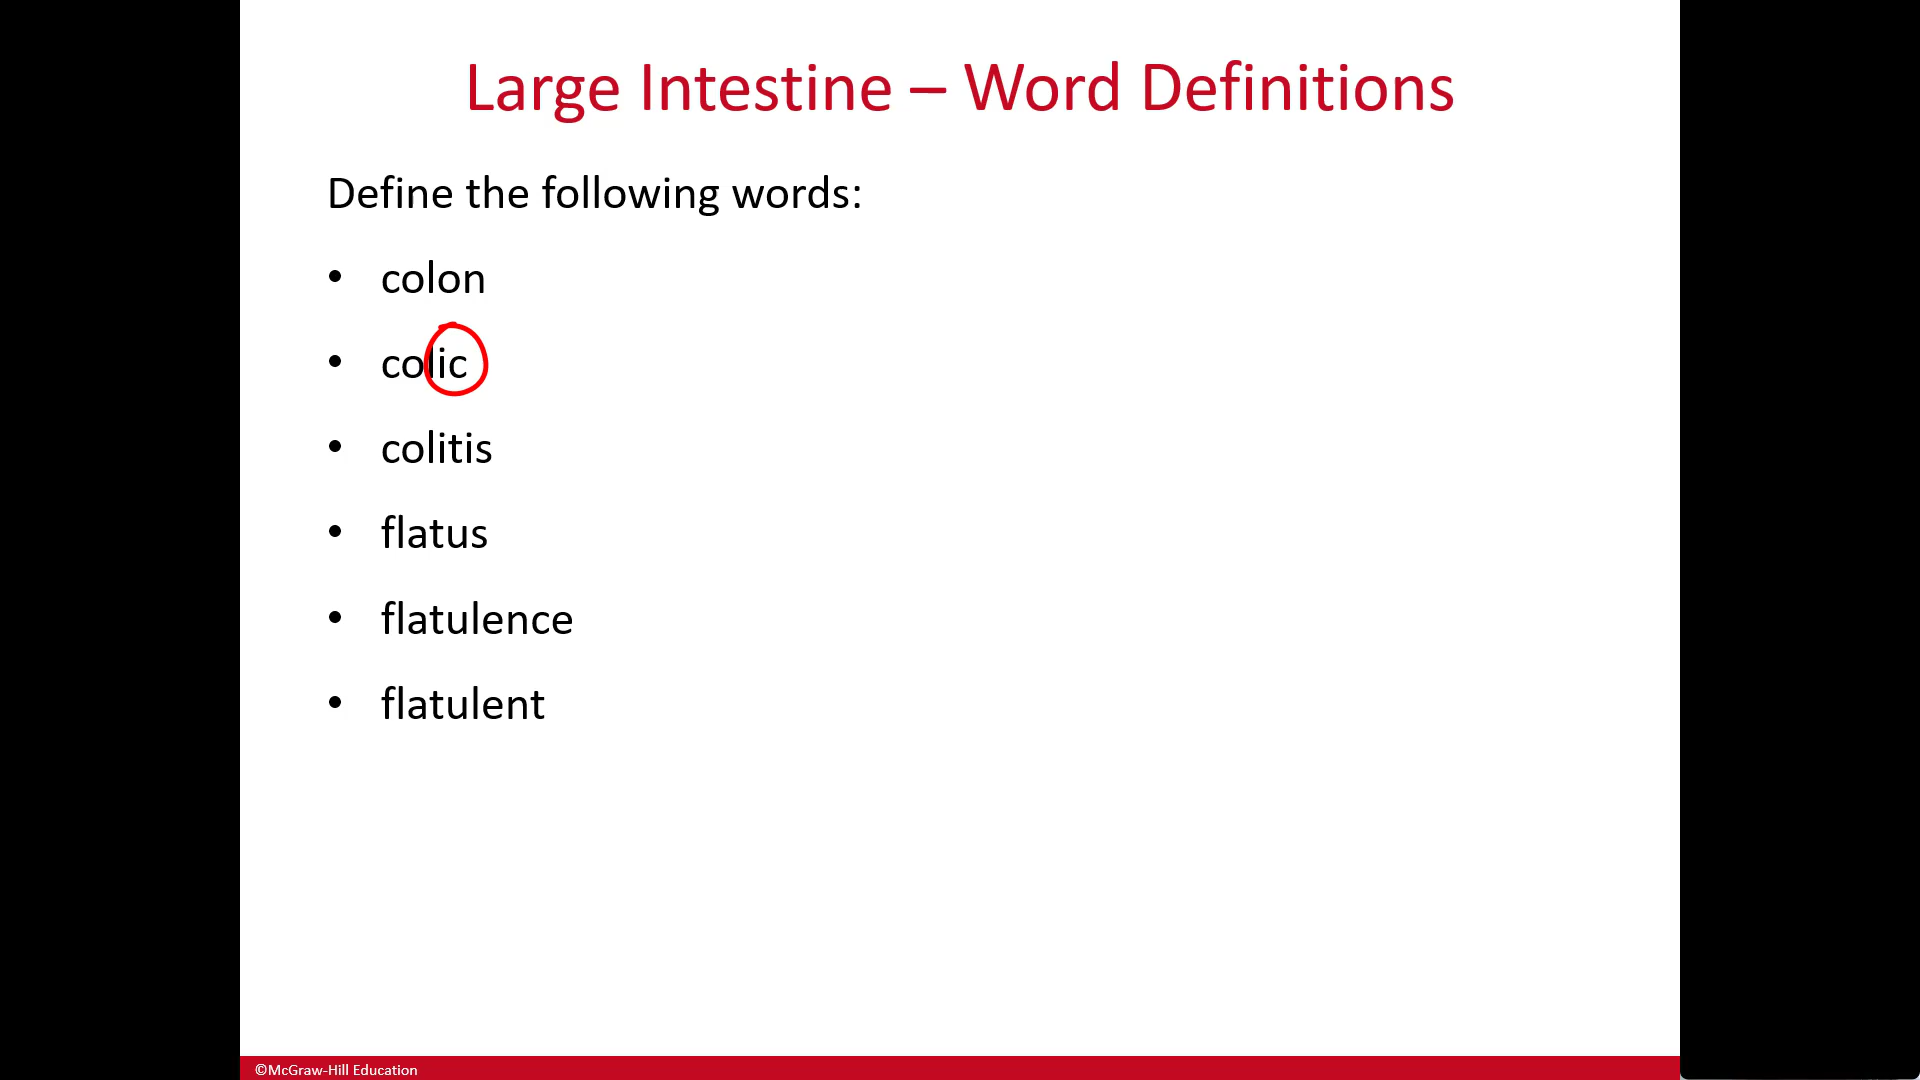 Large Intestine – Word Definitions
Define the following words:
• colon
• colic
• colitis
• flatus
• flatulence
• flatulent
©McGraw-Hill Education